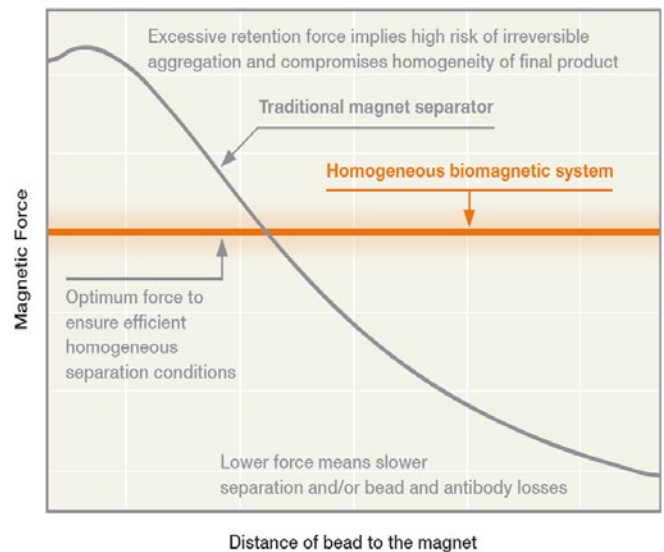 Excessive retention force implies high risk of irreversible
aggregation and compromises homogeneity of final product
Traditional magnet separator
Homogeneous biomagnetic system
Magnetic Force
Optimum force to
ensure efficient
homogeneous
separation conditions
Lower force means slower
separation and/or bead and antibody losses
Distance of bead to the magnet